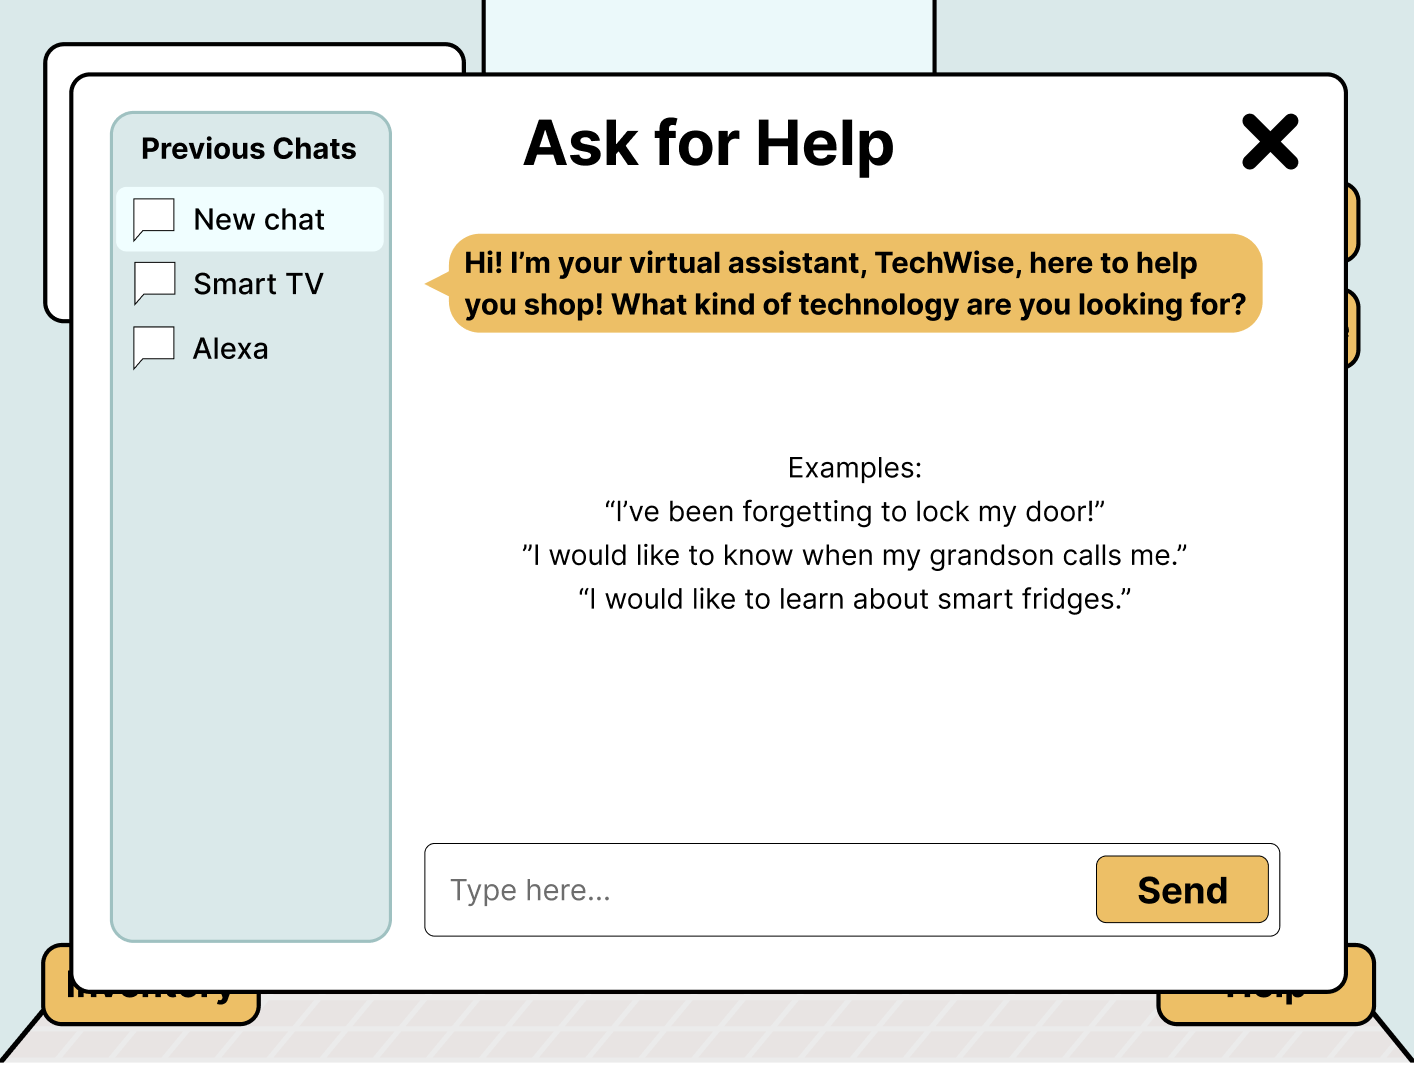 Ask for Help
Previous Chats
New chat
Smart TV
Alexa
Hi! I’m your virtual assistant, TechWise, here to help
you shop! What kind of technology are you looking for?
Examples:
“I’ve been forgetting to lock my door!”
”I would like to know when my grandson calls me.”
“I would like to learn about smart fridges.”
Type here...
Send
Inventory
Help